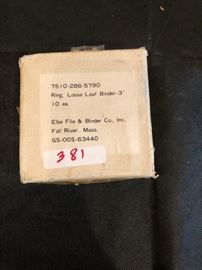 7510-286-5790
Ring, Loose Leaf Binder-3"
10 ea.
Elbe File & Binder Co., Inc.
Fall River, Mass.
GS-00S-63440
381